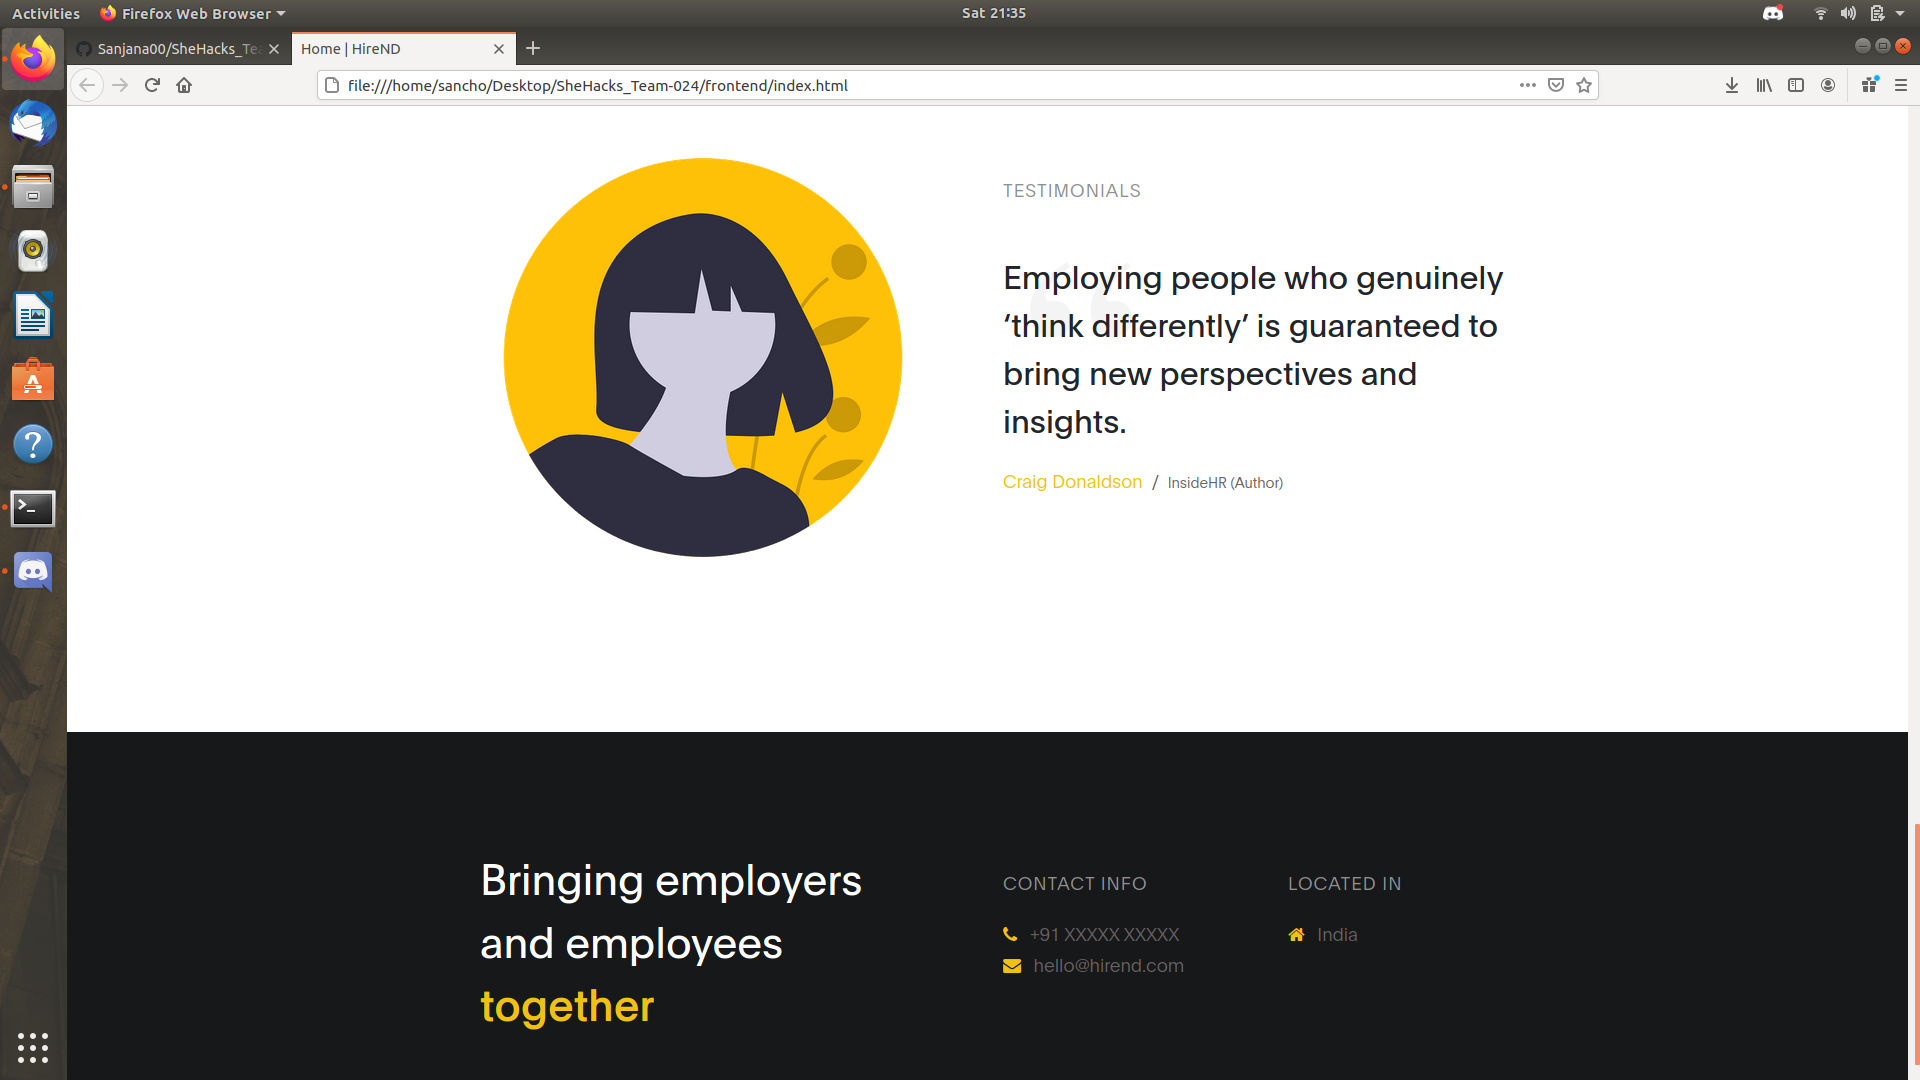 Activities
Firefox Web Browser
Sat 21:35
Sanjana00/SheHacks_Te
Home | HireND
file:///home/sancho/Desktop/SheHacks_Team-024/frontend/index.html
TESTIMONIALS
Employing people who genuinely
‘think differently’ is guaranteed to
bring new perspectives and
insights.
Craig Donaldson / InsideHR (Author)
Bringing employers
and employees
together
CONTACT INFO
+91 XXXXX XXXXX
hello@hirend.com
LOCATED IN
India